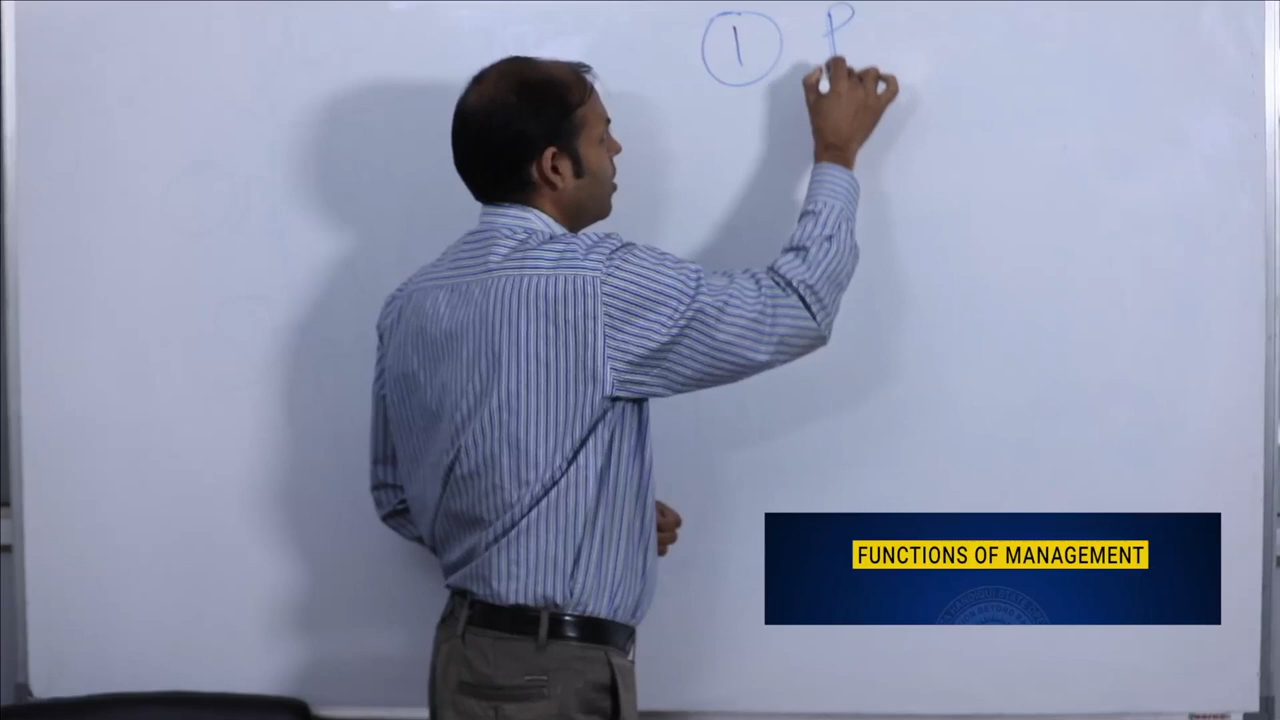 ① P
FUNCTIONS OF MANAGEMENT